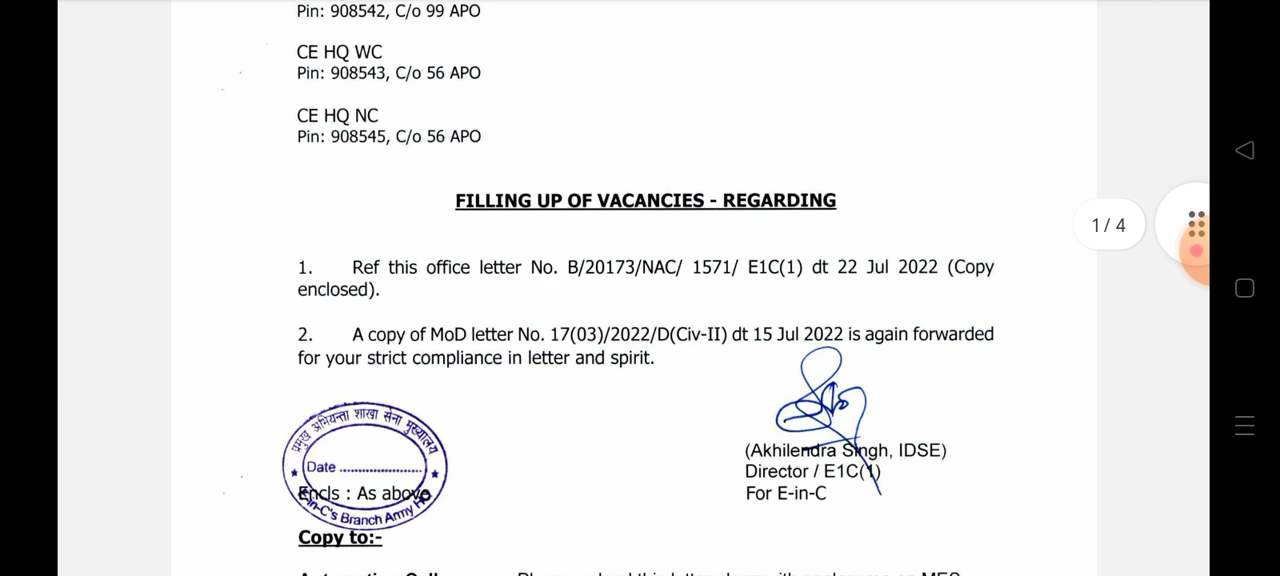 Pin: 908542, C/o 99 APO
CE HQ WC
Pin: 908543, C/o 56 APO
CE HQ NC
Pin: 908545, C/o 56 APO
FILLING UP OF VACANCIES - REGARDING
1. Ref this office letter No. B/20173/NAC/ 1571/ E1C(1) dt 22 Jul 2022 (Copy
enclosed).
2. A copy of MoD letter No. 17(03)/2022/D(Civ-II) dt 15 Jul 2022 is again forwarded
for your strict compliance in letter and spirit.
प्रमुख अभियन्ता शाखा सेना मुख्यालय
Date ........................
E-in-C's Branch Army HQ
(Akhilendra Singh, IDSE)
Director / E1C(1)
Encls : As above
For E-in-C
Copy to:-
1 / 4